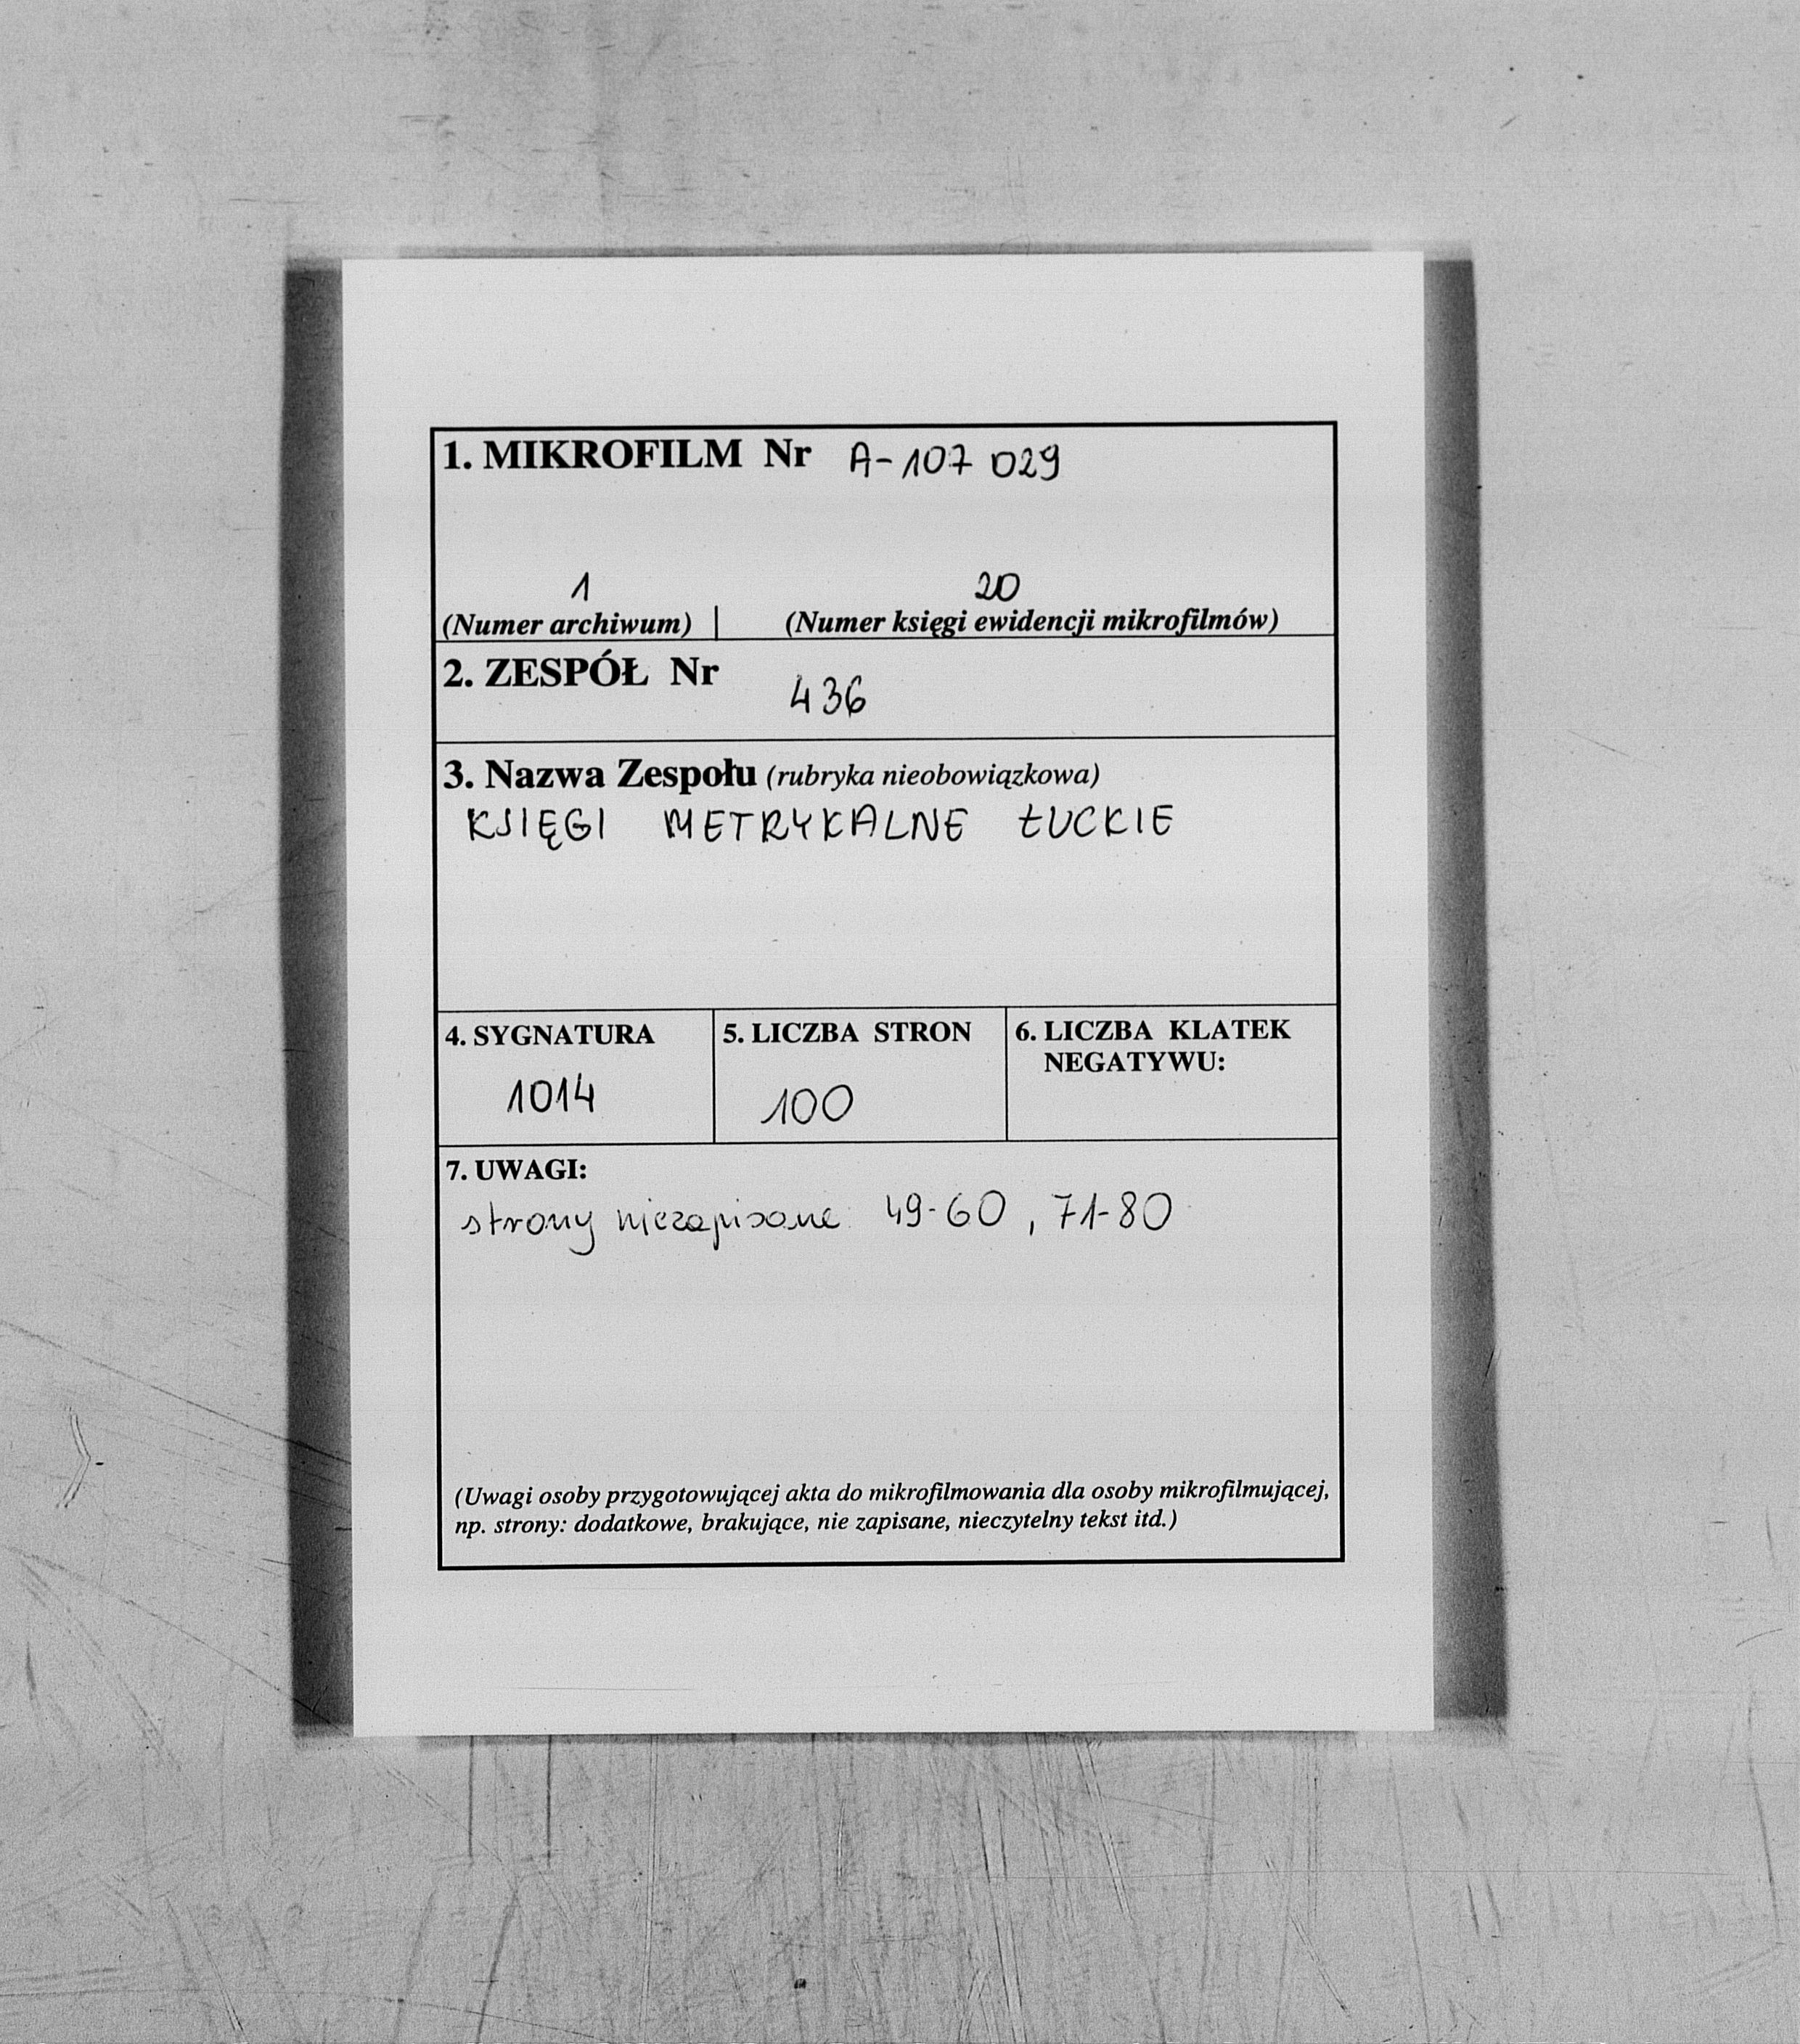 1. MIKROFILM Nr A-107 029
1 20
(Numer archiwum) | (Numer księgi ewidencji mikrofilmów)
2. ZESPÓŁ Nr 436
3. Nazwa Zespołu (rubryka nieobowiązkowa)
KSIĘGI METRYKALNE ŁUCKIE
4. SYGNATURA
1014
5. LICZBA STRON
100
6. LICZBA KLATEK
NEGATYWU:
7. UWAGI:
strony niezapisane: 49-60, 71-80
(Uwagi osoby przygotowującej akta do mikrofilmowania dla osoby mikrofilmującej,
np. strony: dodatkowe, brakujące, nie zapisane, nieczytelny tekst itd.)